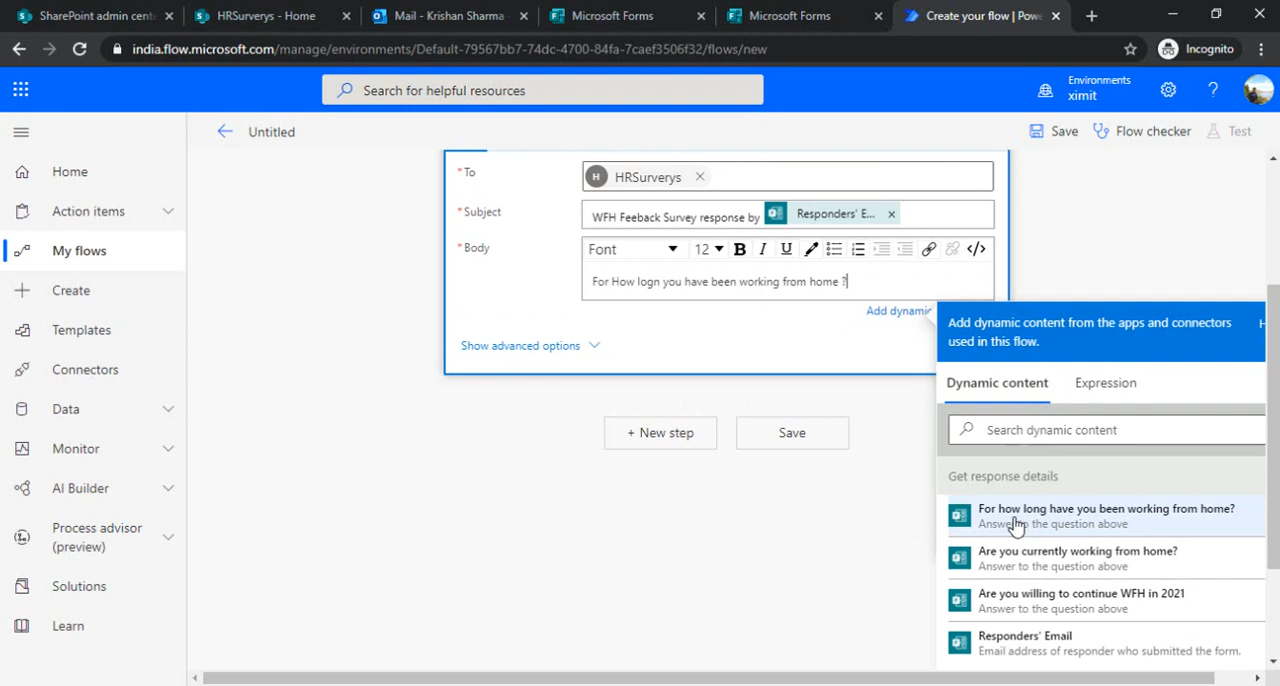 SharePoint admin cent
HRSurverys - Home
Mail - Krishan Sharma -
Microsoft Forms
Microsoft Forms
Create your flow | Powe
india.flow.microsoft.com/manage/environments/Default-79567bb7-74dc-4700-84fa-7caef3506f32/flows/new
Incognito
Search for helpful resources
Environments
ximit
Untitled
Save
Flow checker
Test
Home
Action items
My flows
Create
Templates
Connectors
Data
Monitor
AI Builder
Process advisor
(preview)
Solutions
Learn
* To
H HRSurverys
* Subject
WFH Feeback Survey response by Responders' E...
* Body
Font 12 B I U </>
For How logn you have been working from home ?
Add dynamic
Show advanced options
+ New step
Save
Add dynamic content from the apps and connectors
used in this flow.
H
Dynamic content
Expression
Search dynamic content
Get response details
For how long have you been working from home?
Answer to the question above
Are you currently working from home?
Answer to the question above
Are you willing to continue WFH in 2021
Answer to the question above
Responders' Email
Email address of responder who submitted the form.